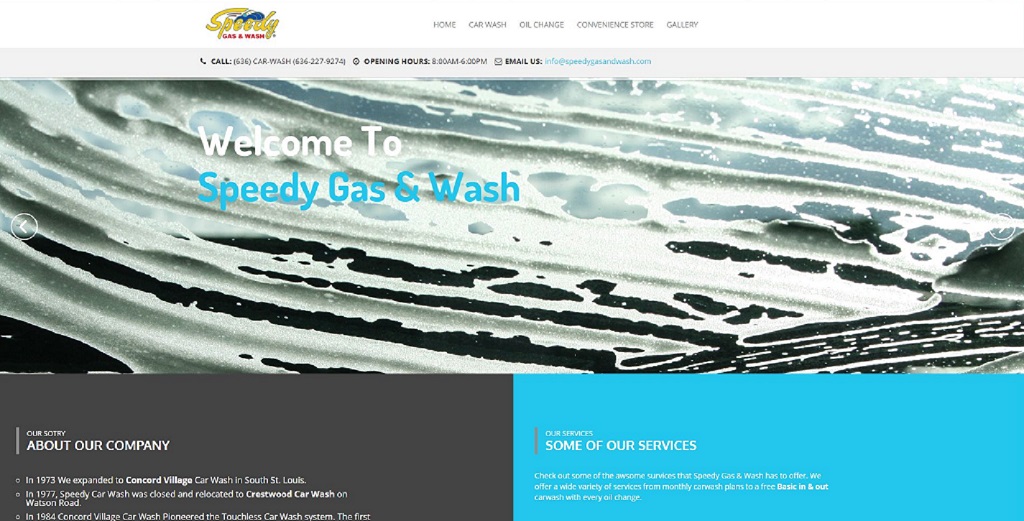 Speedy
GAS & WASH
HOME CAR WASH OIL CHANGE CONVENIENCE STORE GALLERY
CALL: (636) CAR-WASH (636-227-9274) OPENING HOURS: 8:00AM-6:00PM EMAIL US: info@speedygasandwash.com
Welcome To
Speedy Gas & Wash
OUR SOTRY
ABOUT OUR COMPANY
In 1973 We expanded to Concord Village Car Wash in South St. Louis.
In 1977, Speedy Car Wash was closed and relocated to Crestwood Car Wash on
Watson Road.
In 1984 Concord Village Car Wash Pioneered the Touchless Car Wash system. The first
OUR SERVICES
SOME OF OUR SERVICES
Check out some of the awsome survices that Speedy Gas & Wash has to offer. We
offer a wide variety of services from monthly carwash plans to a free Basic in & out
carwash with every oil change.